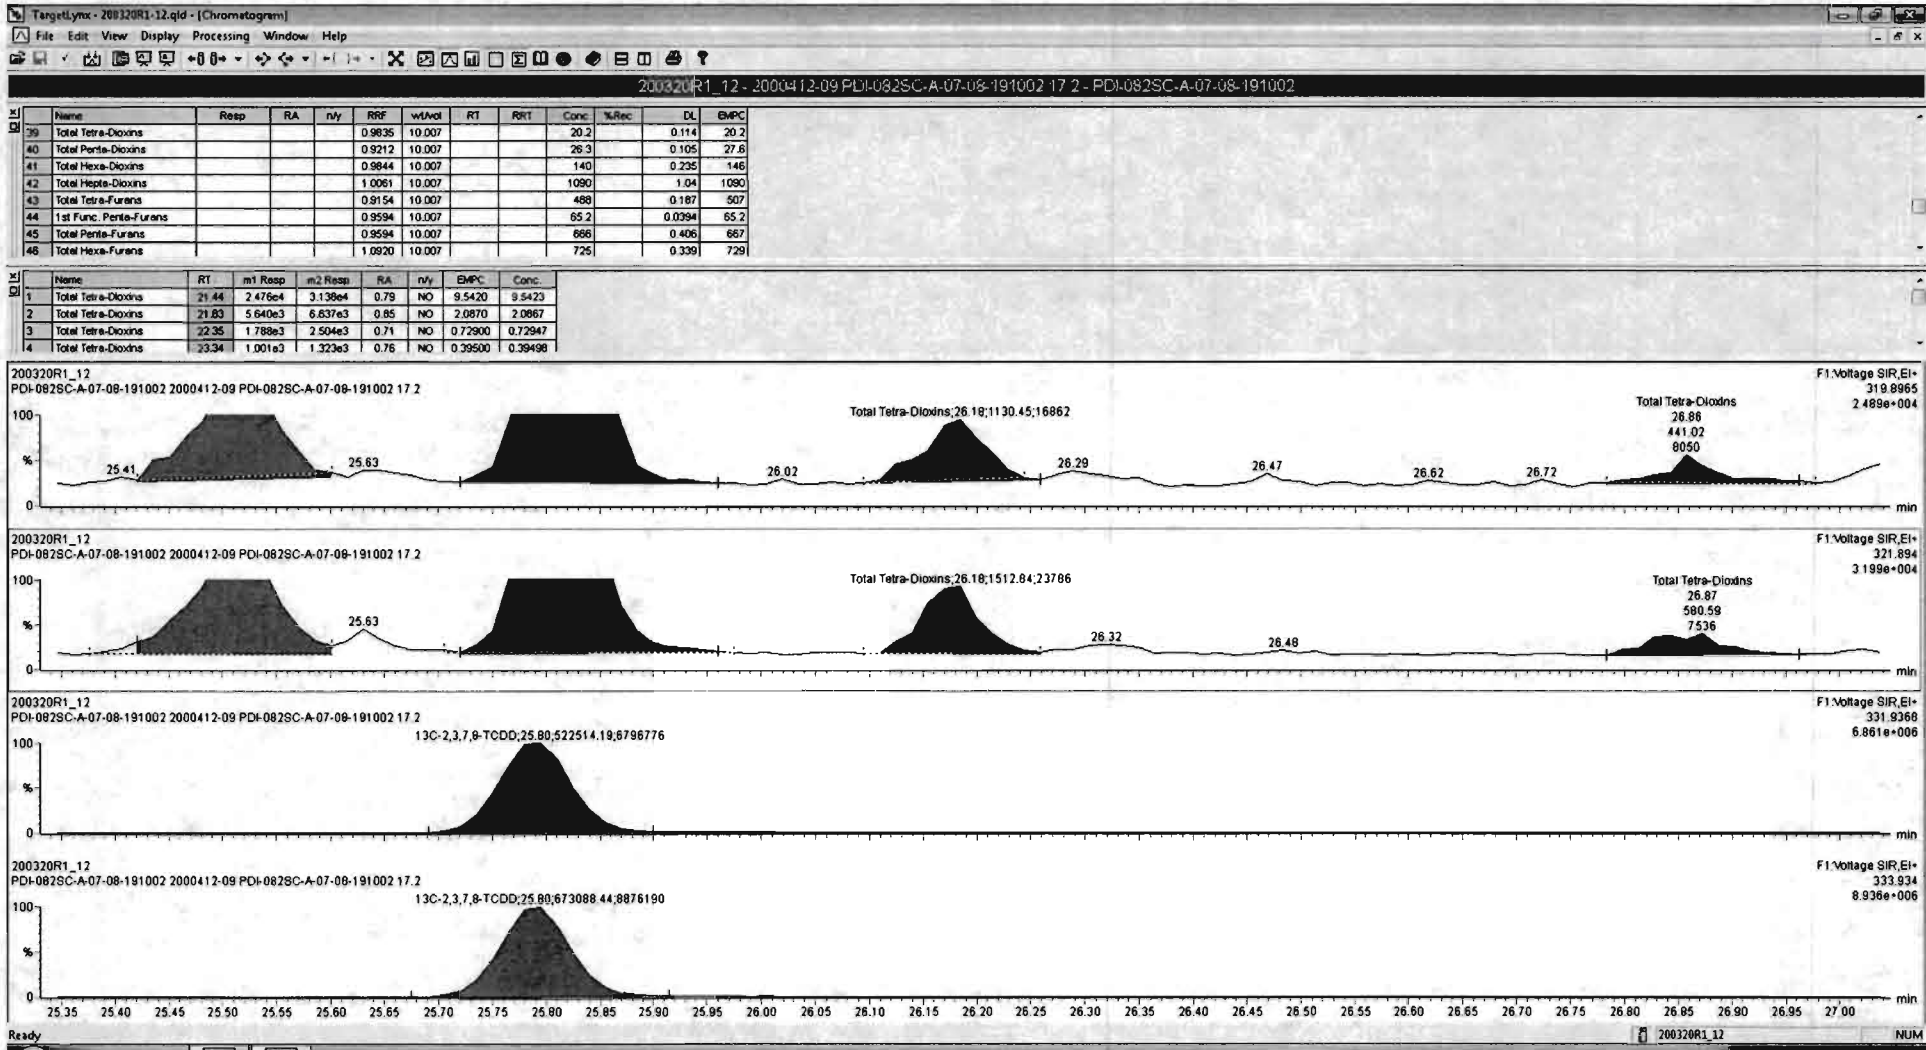 TargetLynx - 200320R1-12.qld - [Chromatogram]
File Edit View Display Processing Window Help
200320R1_12 - 2000412-09 PDI-082SC-A-07-08-191002 17.2 - PDI-082SC-A-07-08-191002
Name Resp RA n/y RRF wt/vol RT RRT Conc. %Rec DL EMPC
39 Total Tetra-Dioxins 0.9835 10.007 20.2 0.114 20.2
40 Total Penta-Dioxins 0.9212 10.007 26.3 0.105 27.6
41 Total Hexa-Dioxins 0.9844 10.007 140 0.235 146
42 Total Hepta-Dioxins 1.0061 10.007 1090 1.04 1090
43 Total Tetra-Furans 0.9154 10.007 488 0.187 507
44 1st Func. Penta-Furans 0.9594 10.007 65.2 0.0394 65.2
45 Total Penta-Furans 0.9594 10.007 666 0.406 667
46 Total Hexa-Furans 1.0920 10.007 725 0.339 729
Name RT m1 Resp m2 Resp RA n/y EMPC Conc.
1 Total Tetra-Dioxins 21.44 2.476e4 3.138e4 0.79 NO 9.5420 9.5423
2 Total Tetra-Dioxins 21.83 5.640e3 6.637e3 0.85 NO 2.0870 2.0867
3 Total Tetra-Dioxins 22.35 1.788e3 2.504e3 0.71 NO 0.72900 0.72947
4 Total Tetra-Dioxins 23.34 1.001e3 1.323e3 0.76 NO 0.39500 0.39498
200320R1_12
PDI-082SC-A-07-08-191002 2000412-09 PDI-082SC-A-07-08-191002 17.2
F1:Voltage SIR,EI+
319.8965
2.489e+004
100
%
0
25.41
25.63
26.02
Total Tetra-Dioxins;26.18;1130.45;16862
26.29
26.47
26.62
26.72
Total Tetra-Dioxins
26.86
441.02
8050
min
200320R1_12
PDI-082SC-A-07-08-191002 2000412-09 PDI-082SC-A-07-08-191002 17.2
F1:Voltage SIR,EI+
321.894
3.199e+004
100
%
0
25.63
Total Tetra-Dioxins;26.18;1512.84;23786
26.32
26.48
Total Tetra-Dioxins
26.87
580.59
7536
min
200320R1_12
PDI-082SC-A-07-08-191002 2000412-09 PDI-082SC-A-07-08-191002 17.2
F1:Voltage SIR,EI+
331.9368
6.861e+006
100
%
0
13C-2,3,7,8-TCDD;25.80;522514.19;6796776
min
200320R1_12
PDI-082SC-A-07-08-191002 2000412-09 PDI-082SC-A-07-08-191002 17.2
F1:Voltage SIR,EI+
333.934
8.936e+006
100
%
0
13C-2,3,7,8-TCDD;25.80;673088.44;8876190
min
25.35 25.40 25.45 25.50 25.55 25.60 25.65 25.70 25.75 25.80 25.85 25.90 25.95 26.00 26.05 26.10 26.15 26.20 26.25 26.30 26.35 26.40 26.45 26.50 26.55 26.60 26.65 26.70 26.75 26.80 26.85 26.90 26.95 27.00
Ready
200320R1_12
NUM